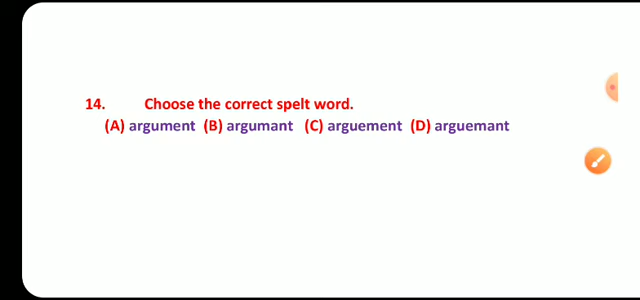 14. Choose the correct spelt word.
(A) argument (B) argumant (C) arguement (D) arguemant